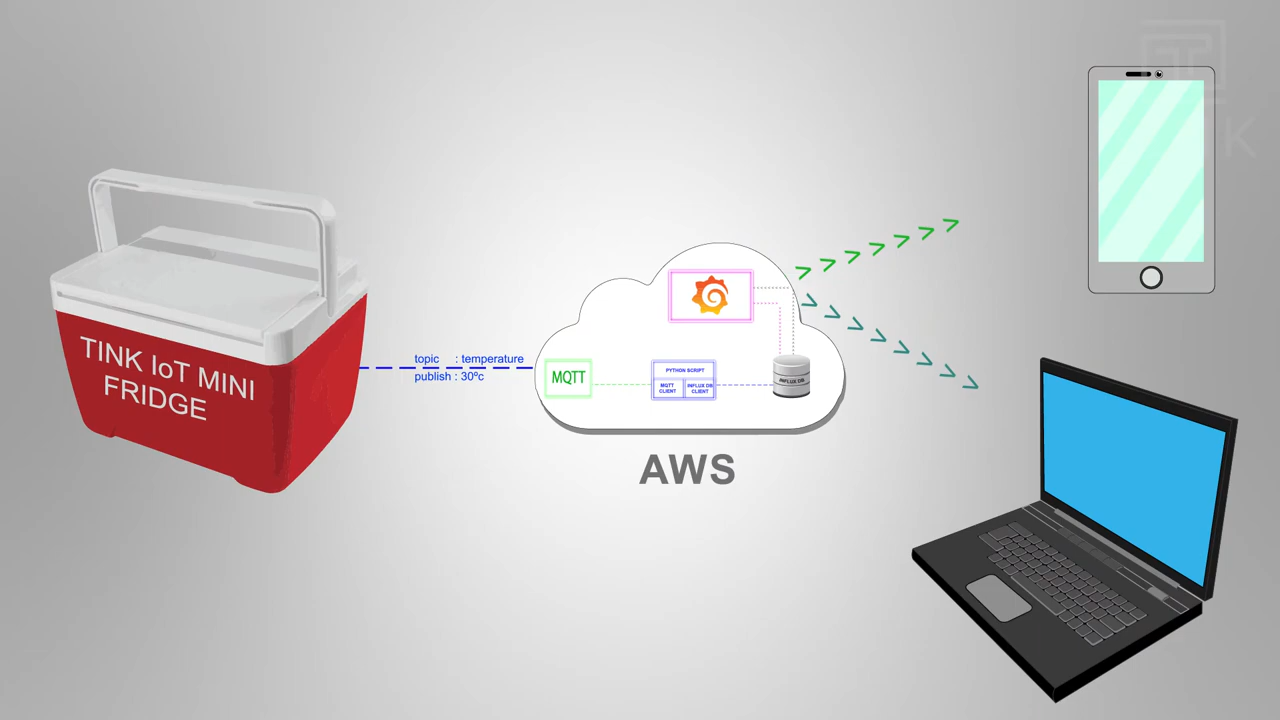 TINK IoT MINI
FRIDGE
topic : temperature
publish : 30ºc
MQTT
PYTHON SCRIPT
MQTT
CLIENT
INFLUX DB
CLIENT
INFLUX DB
AWS